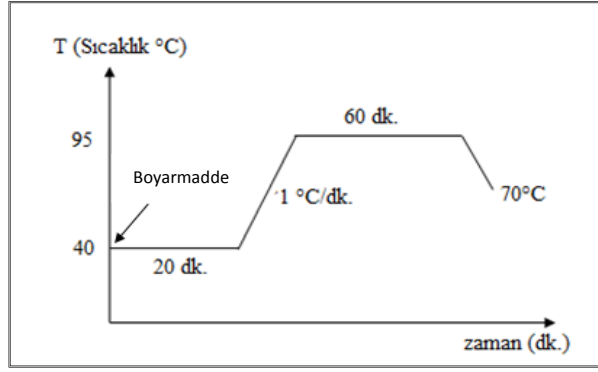 T (Sıcaklık °C)
60 dk.
95
Boyarmadde
1 °C/dk.
70°C
40
20 dk.
zaman (dk.)